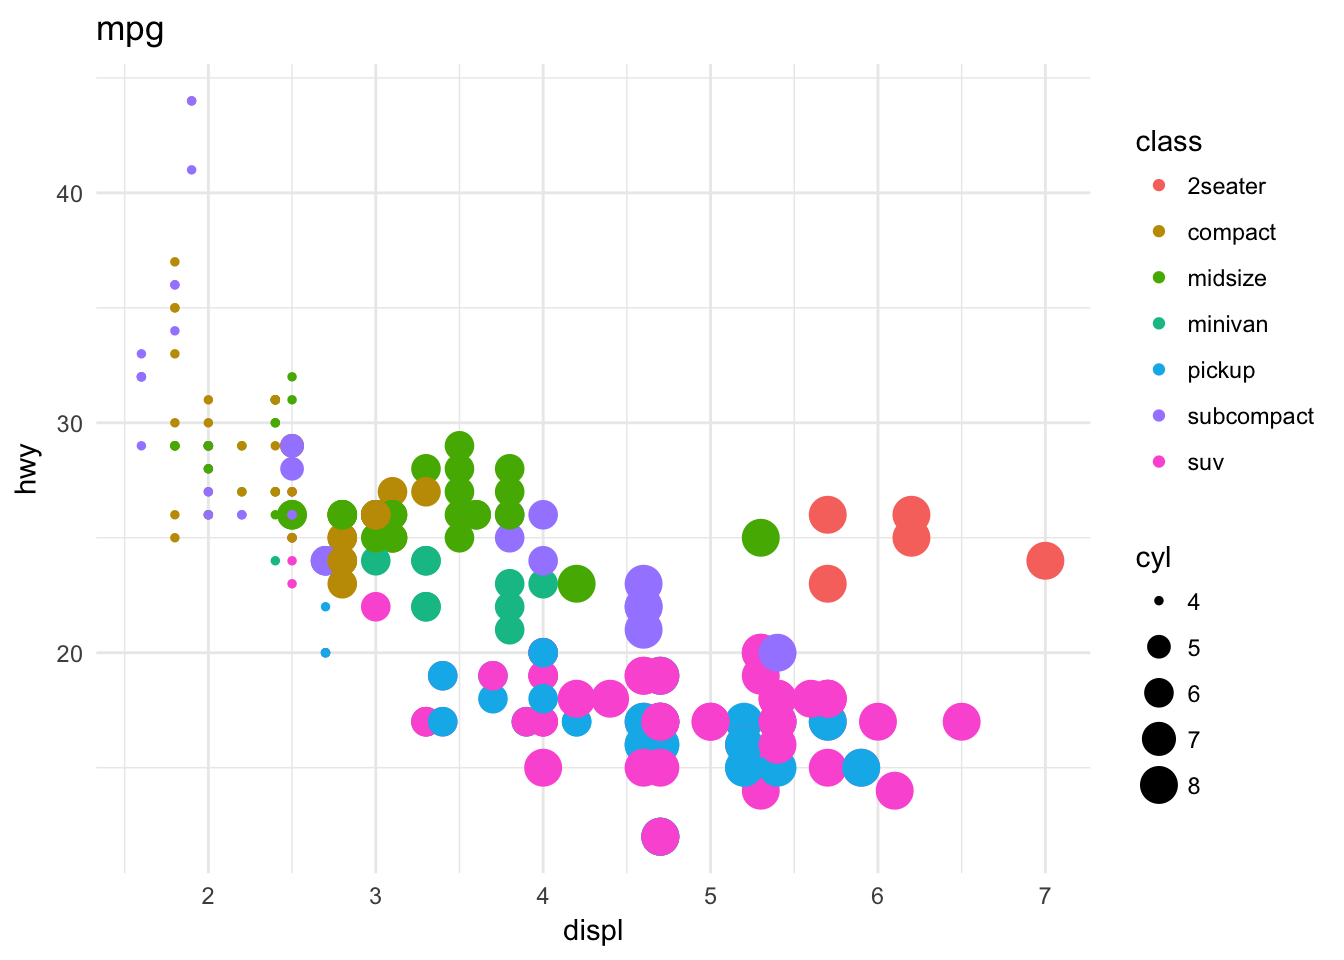 mpg
hwy
40
30
20
2
3
4
5
6
7
displ
class
2seater
compact
midsize
minivan
pickup
subcompact
suv
cyl
4
5
6
7
8